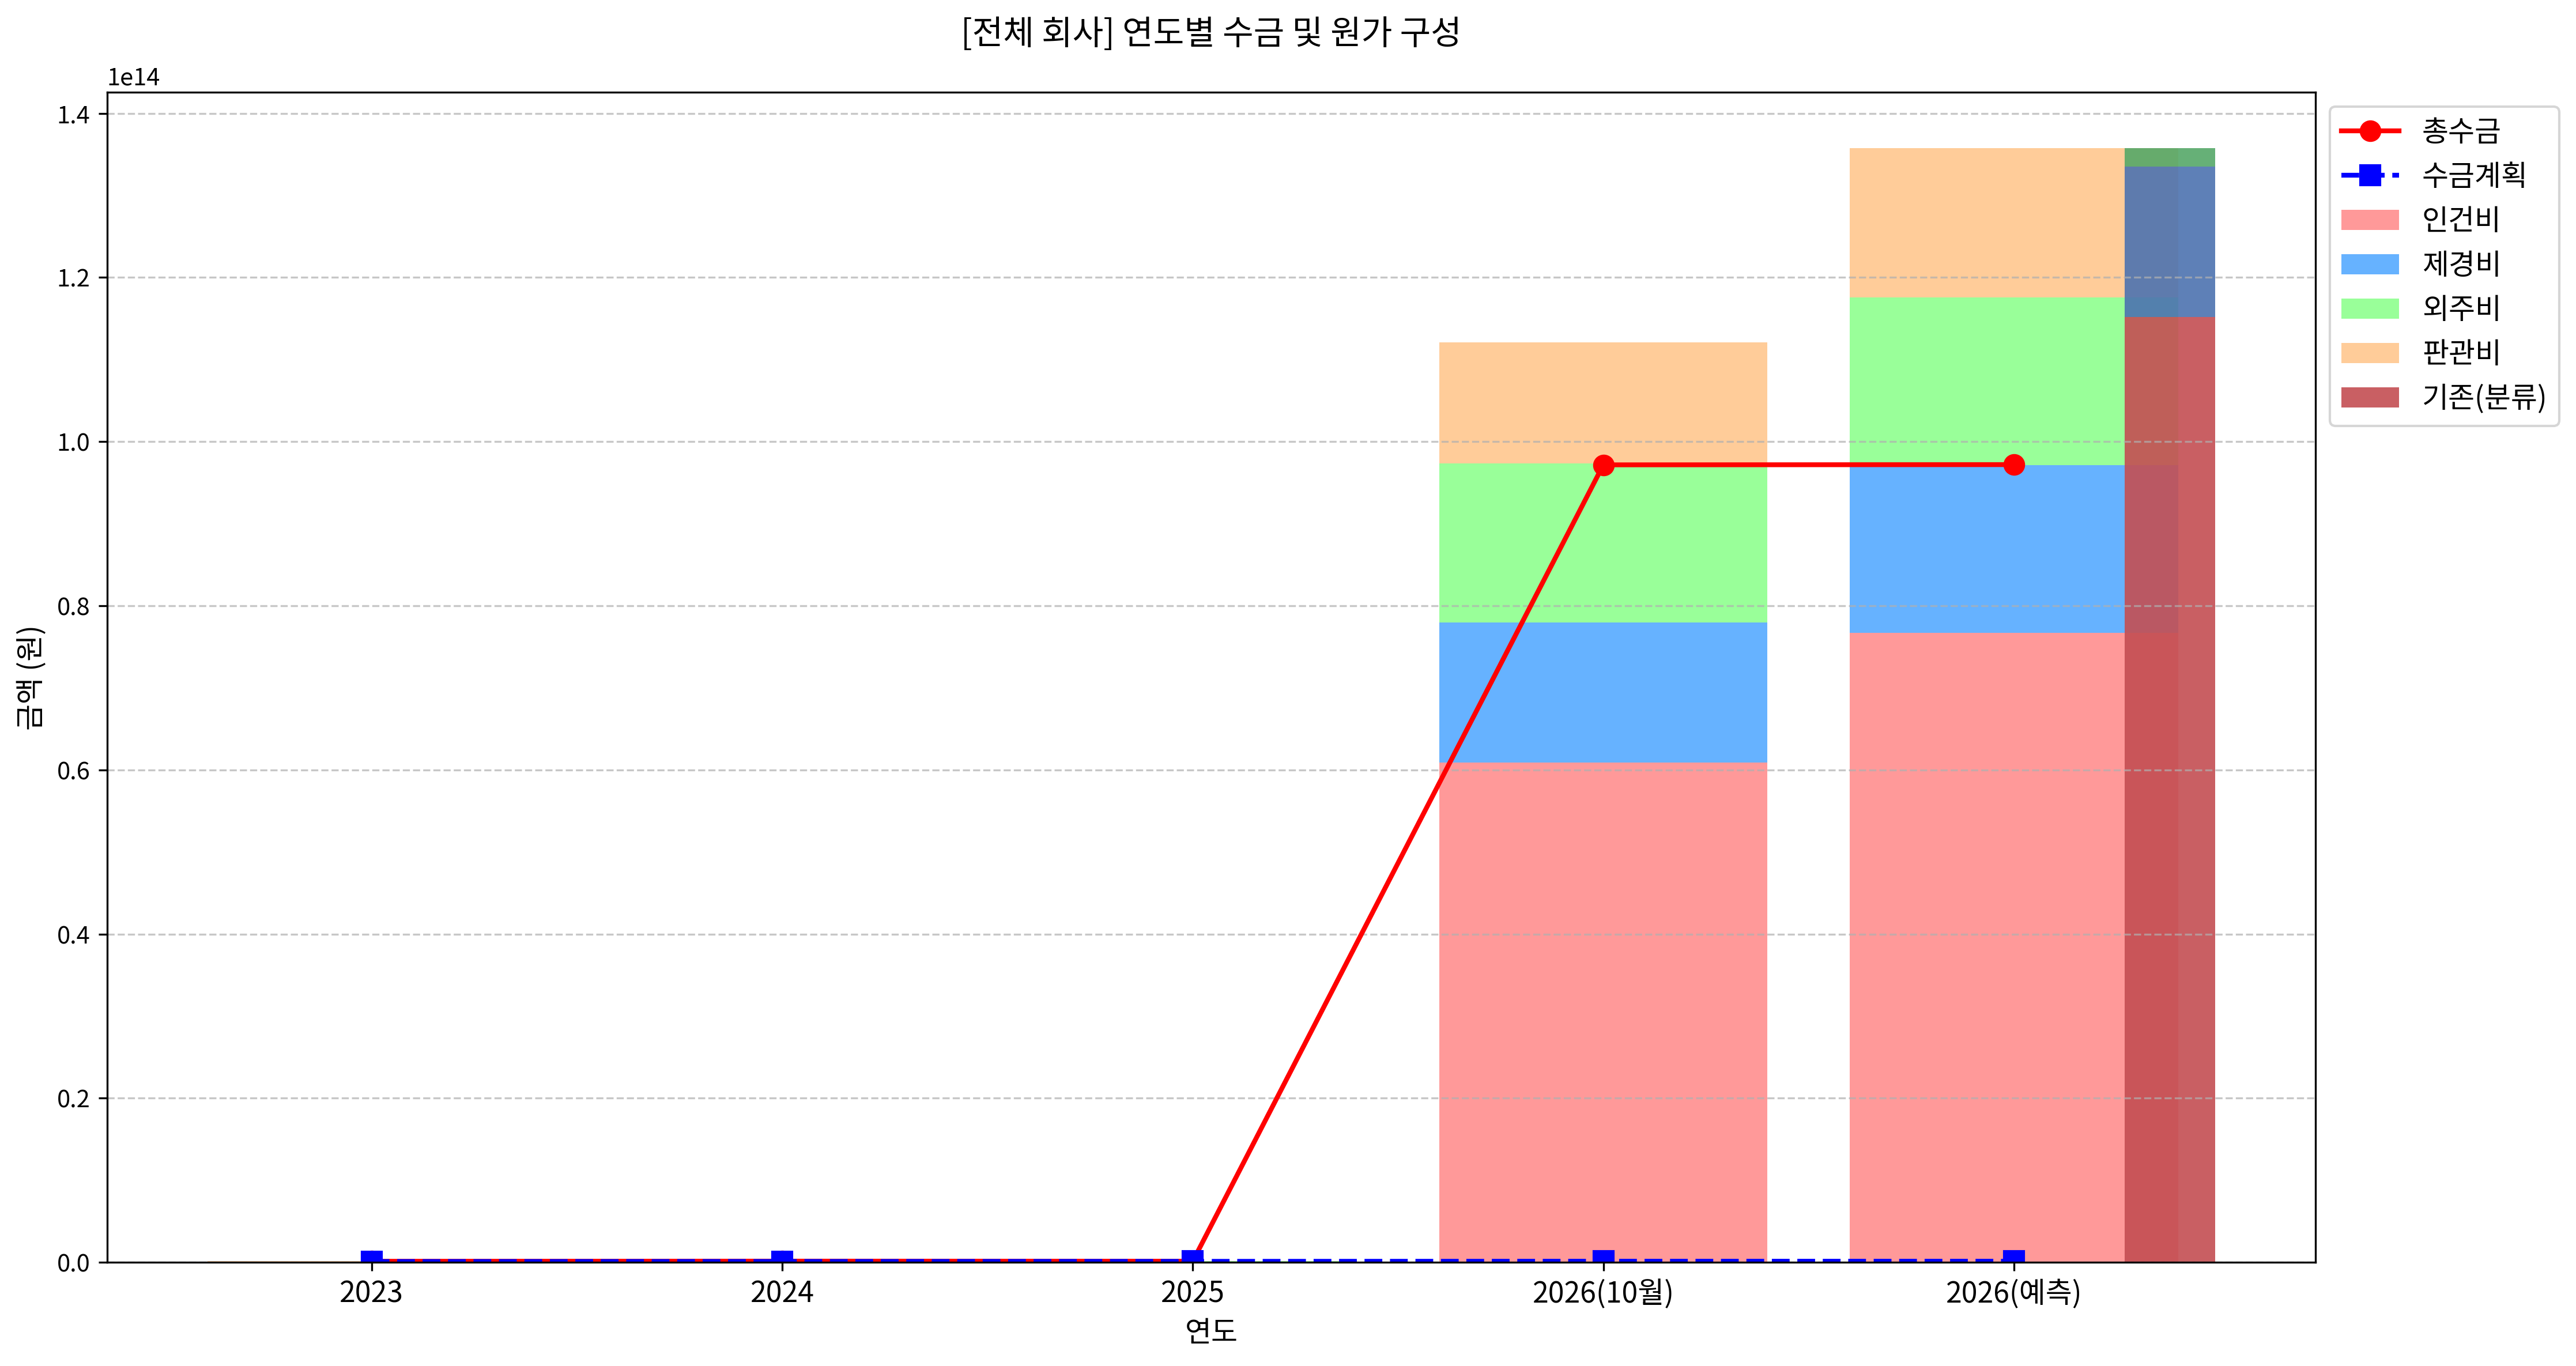 [전체 회사] 연도별 수금 및 원가 구성
1e14
1.4
1.2
1.0
0.8
0.6
0.4
0.2
0.0
금액 (원)
2023
2024
2025
2026(10월)
2026(예측)
연도
총수금
수금계획
인건비
제경비
외주비
판관비
기존(분류)